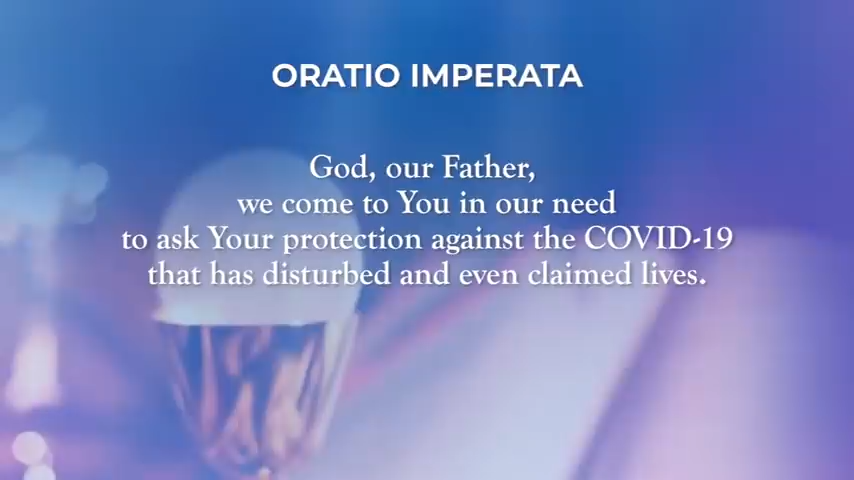 ORATIO IMPERATA
God, our Father,
we come to You in our need
to ask Your protection against the COVID-19
that has disturbed and even claimed lives.